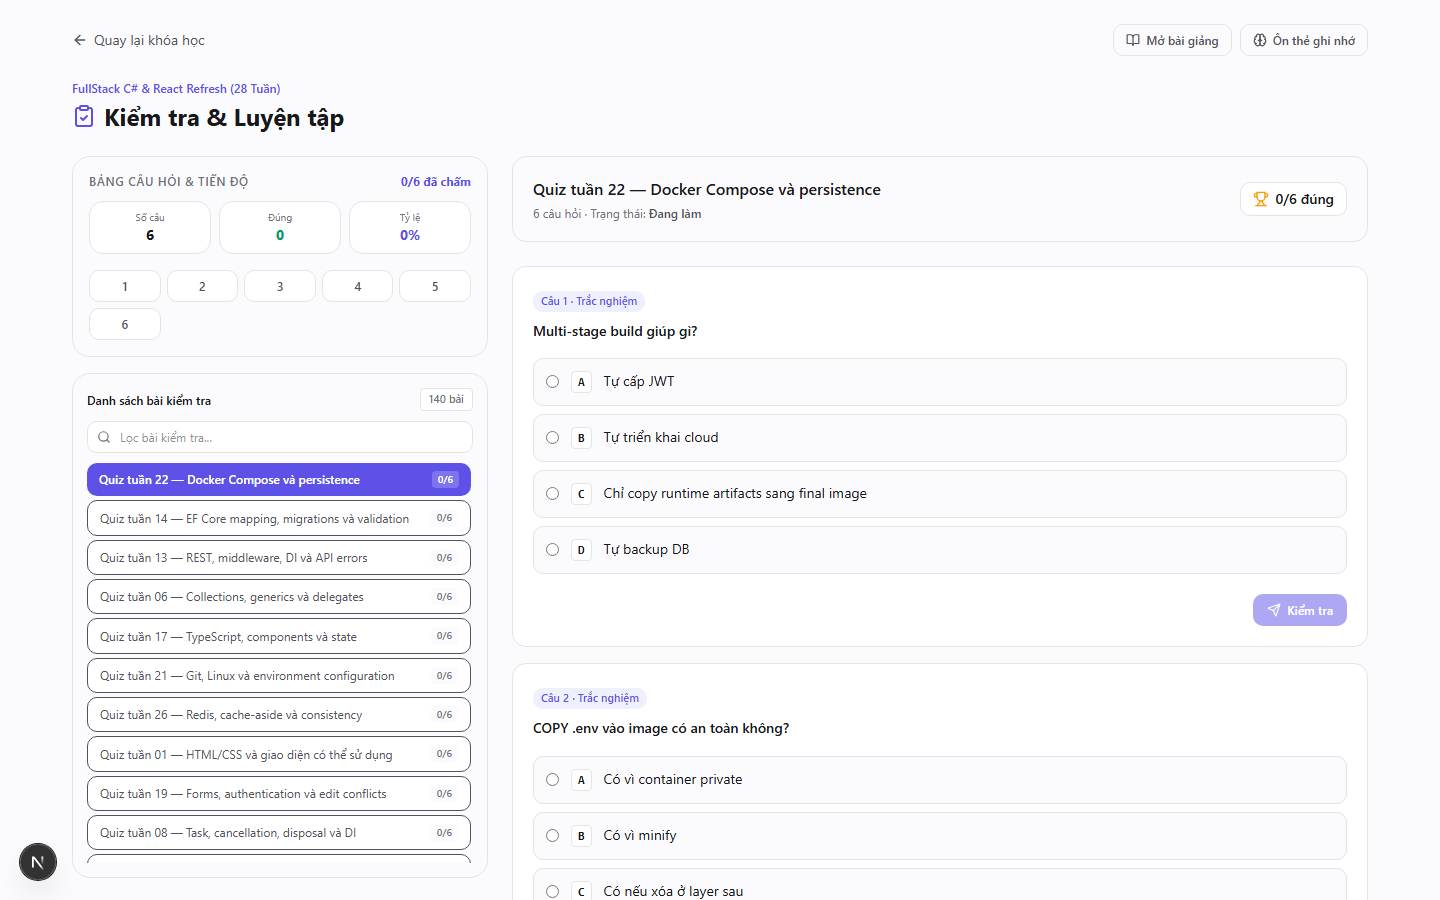 Quay lại khóa học
Mở bài giảng
Ôn thẻ ghi nhớ
FullStack C# & React Refresh (28 Tuần)
Kiểm tra & Luyện tập
BẢNG CÂU HỎI & TIẾN ĐỘ
0/6 đã chấm
Số câu
6
Đúng
0
Tỷ lệ
0%
1
2
3
4
5
6
Danh sách bài kiểm tra
140 bài
Lọc bài kiểm tra...
Quiz tuần 22 — Docker Compose và persistence
0/6
Quiz tuần 14 — EF Core mapping, migrations và validation
0/6
Quiz tuần 13 — REST, middleware, DI và API errors
0/6
Quiz tuần 06 — Collections, generics và delegates
0/6
Quiz tuần 17 — TypeScript, components và state
0/6
Quiz tuần 21 — Git, Linux và environment configuration
0/6
Quiz tuần 26 — Redis, cache-aside và consistency
0/6
Quiz tuần 01 — HTML/CSS và giao diện có thể sử dụng
0/6
Quiz tuần 19 — Forms, authentication và edit conflicts
0/6
Quiz tuần 08 — Task, cancellation, disposal và DI
0/6
N
Quiz tuần 22 — Docker Compose và persistence
6 câu hỏi · Trạng thái: Đang làm
0/6 đúng
Câu 1 · Trắc nghiệm
Multi-stage build giúp gì?
A Tự cấp JWT
B Tự triển khai cloud
C Chỉ copy runtime artifacts sang final image
D Tự backup DB
Kiểm tra
Câu 2 · Trắc nghiệm
COPY .env vào image có an toàn không?
A Có vì container private
B Có vì minify
C Có nếu xóa ở layer sau